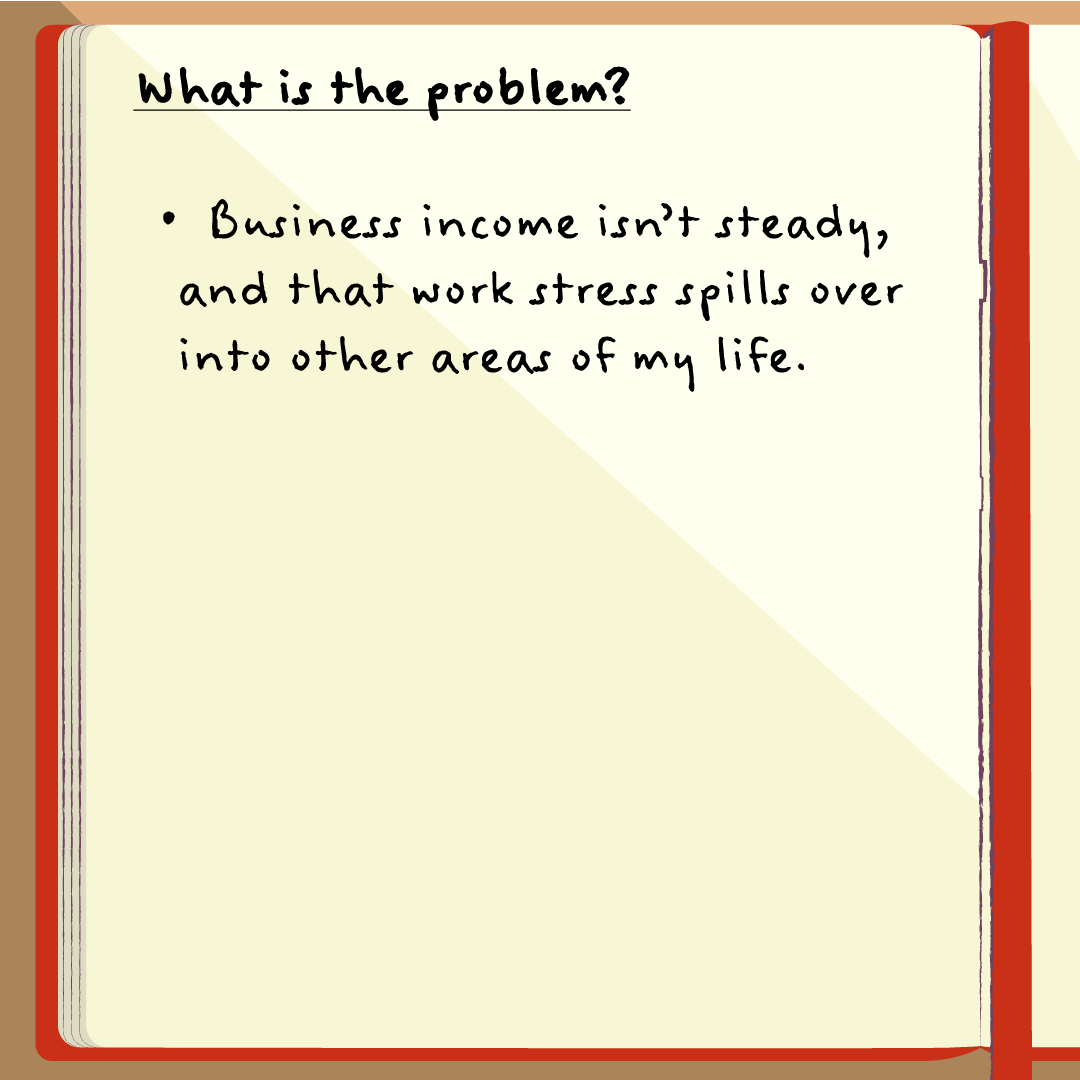 What is the problem?
• Business income isn’t steady,
and that work stress spills over
into other areas of my life.